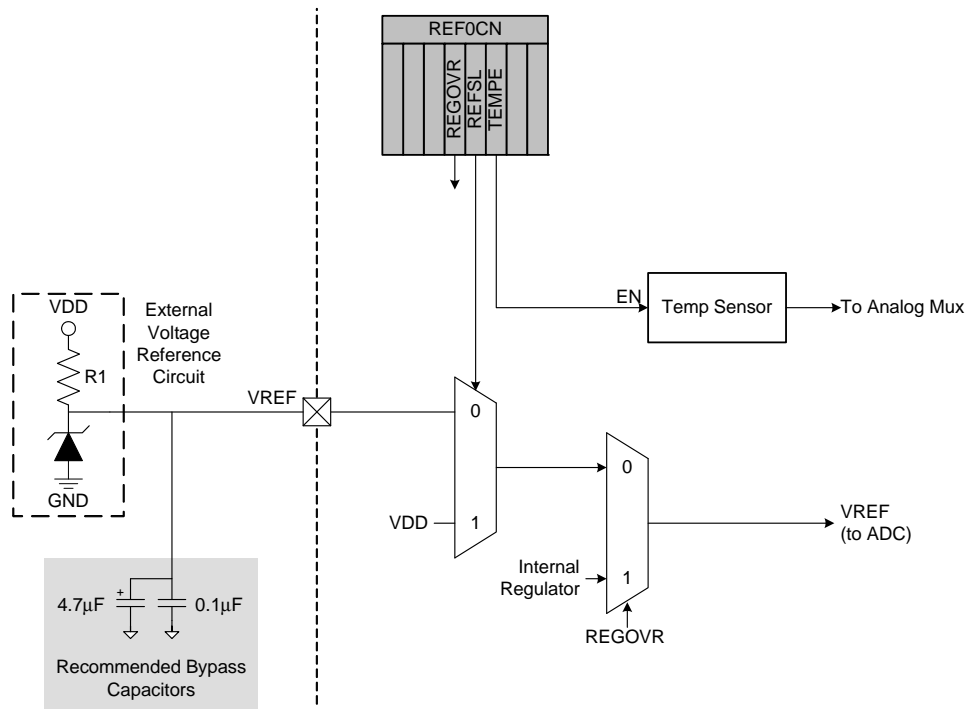 REF0CN
REGOVR
REFSL
TEMPE
EN
Temp Sensor
To Analog Mux
VDD
R1
GND
External
Voltage
Reference
Circuit
VREF
0
1
VDD
0
1
Internal
Regulator
REGOVR
VREF
(to ADC)
+
4.7μF
0.1μF
Recommended Bypass
Capacitors